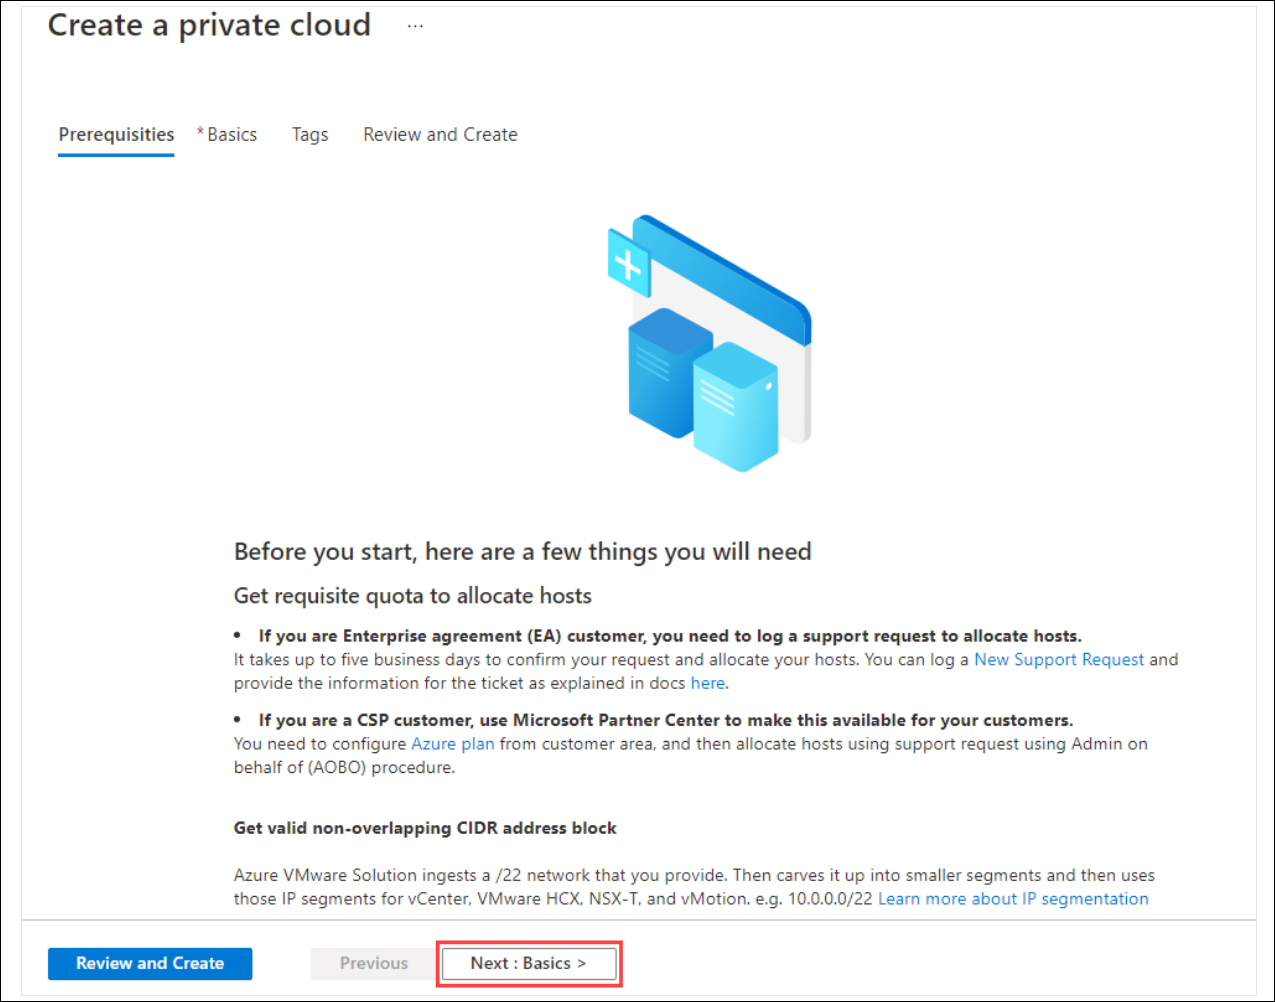 Create a private cloud ...
Prerequisities * Basics Tags Review and Create
Before you start, here are a few things you will need
Get requisite quota to allocate hosts
• If you are Enterprise agreement (EA) customer, you need to log a support request to allocate hosts.
It takes up to five business days to confirm your request and allocate your hosts. You can log a New Support Request and
provide the information for the ticket as explained in docs here.
• If you are a CSP customer, use Microsoft Partner Center to make this available for your customers.
You need to configure Azure plan from customer area, and then allocate hosts using support request using Admin on
behalf of (AOBO) procedure.
Get valid non-overlapping CIDR address block
Azure VMware Solution ingests a /22 network that you provide. Then carves it up into smaller segments and then uses
those IP segments for vCenter, VMware HCX, NSX-T, and vMotion. e.g. 10.0.0.0/22 Learn more about IP segmentation
Review and Create Previous Next : Basics >